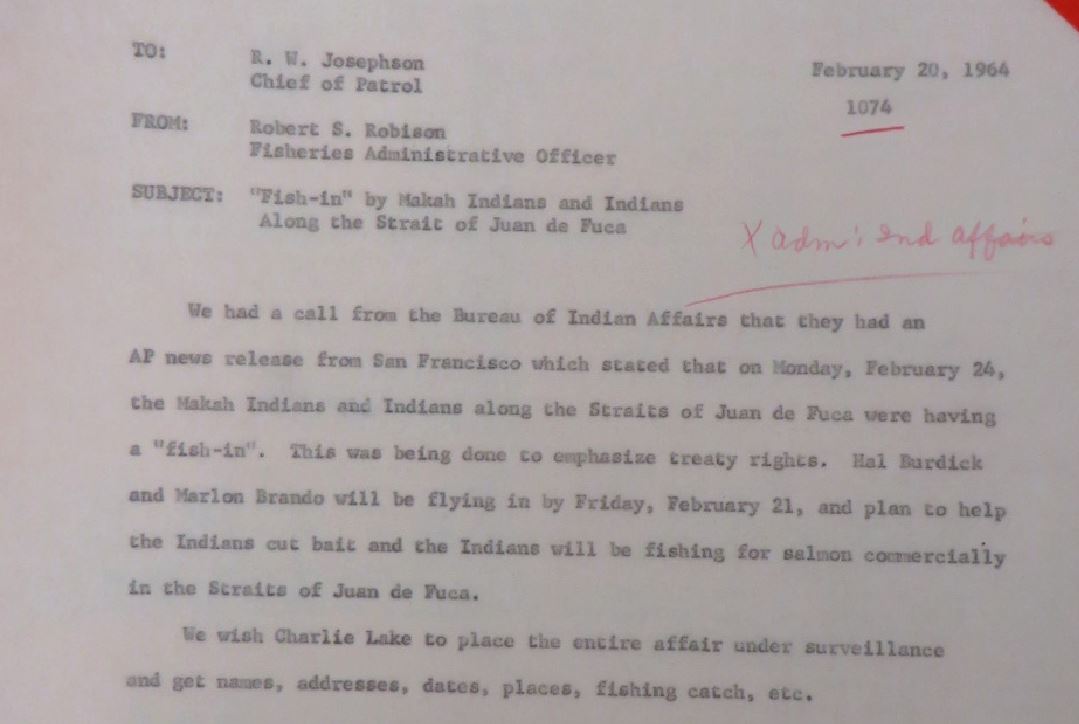 TO: R. W. Josephson February 20, 1964
Chief of Patrol
1074
FROM: Robert S. Robison
Fisheries Administrative Officer
SUBJECT: "Fish-in" by Makah Indians and Indians
Along the Strait of Juan de Fuca
X adm: Ind affairs
We had a call from the Bureau of Indian Affairs that they had an
AP news release from San Francisco which stated that on Monday, February 24,
the Makah Indians and Indians along the Straits of Juan de Fuca were having
a "fish-in". This was being done to emphasize treaty rights. Hal Burdick
and Marlon Brando will be flying in by Friday, February 21, and plan to help
the Indians cut bait and the Indians will be fishing for salmon commercially
in the Straits of Juan de Fuca.
We wish Charlie Lake to place the entire affair under surveillance
and get names, addresses, dates, places, fishing catch, etc.